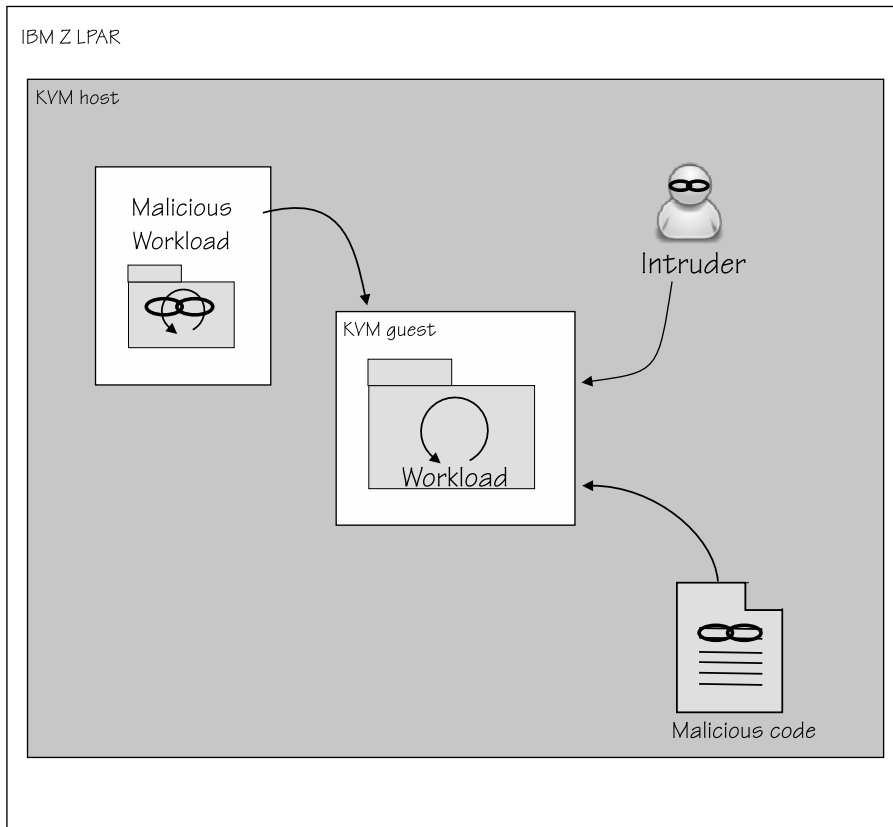 IBM Z LPAR
KVM host
Malicious
Workload
Intruder
KVM guest
Workload
Malicious code